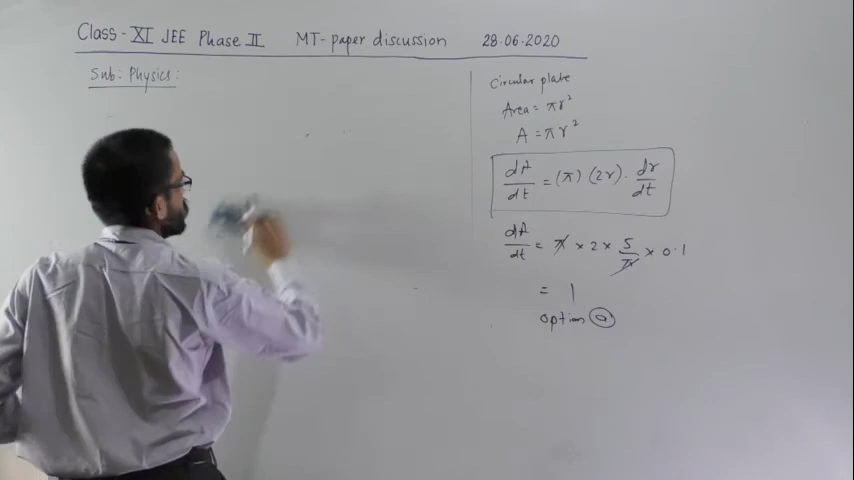 Class - XI JEE Phase II MT- paper discussion 28.06.2020
Sub: Physics:
Circular plate
Area = πr²
A = πr²
dA/dt = (π) (2r) · dr/dt
dA/dt = π × 2 × 5/π × 0.1
= 1
option a